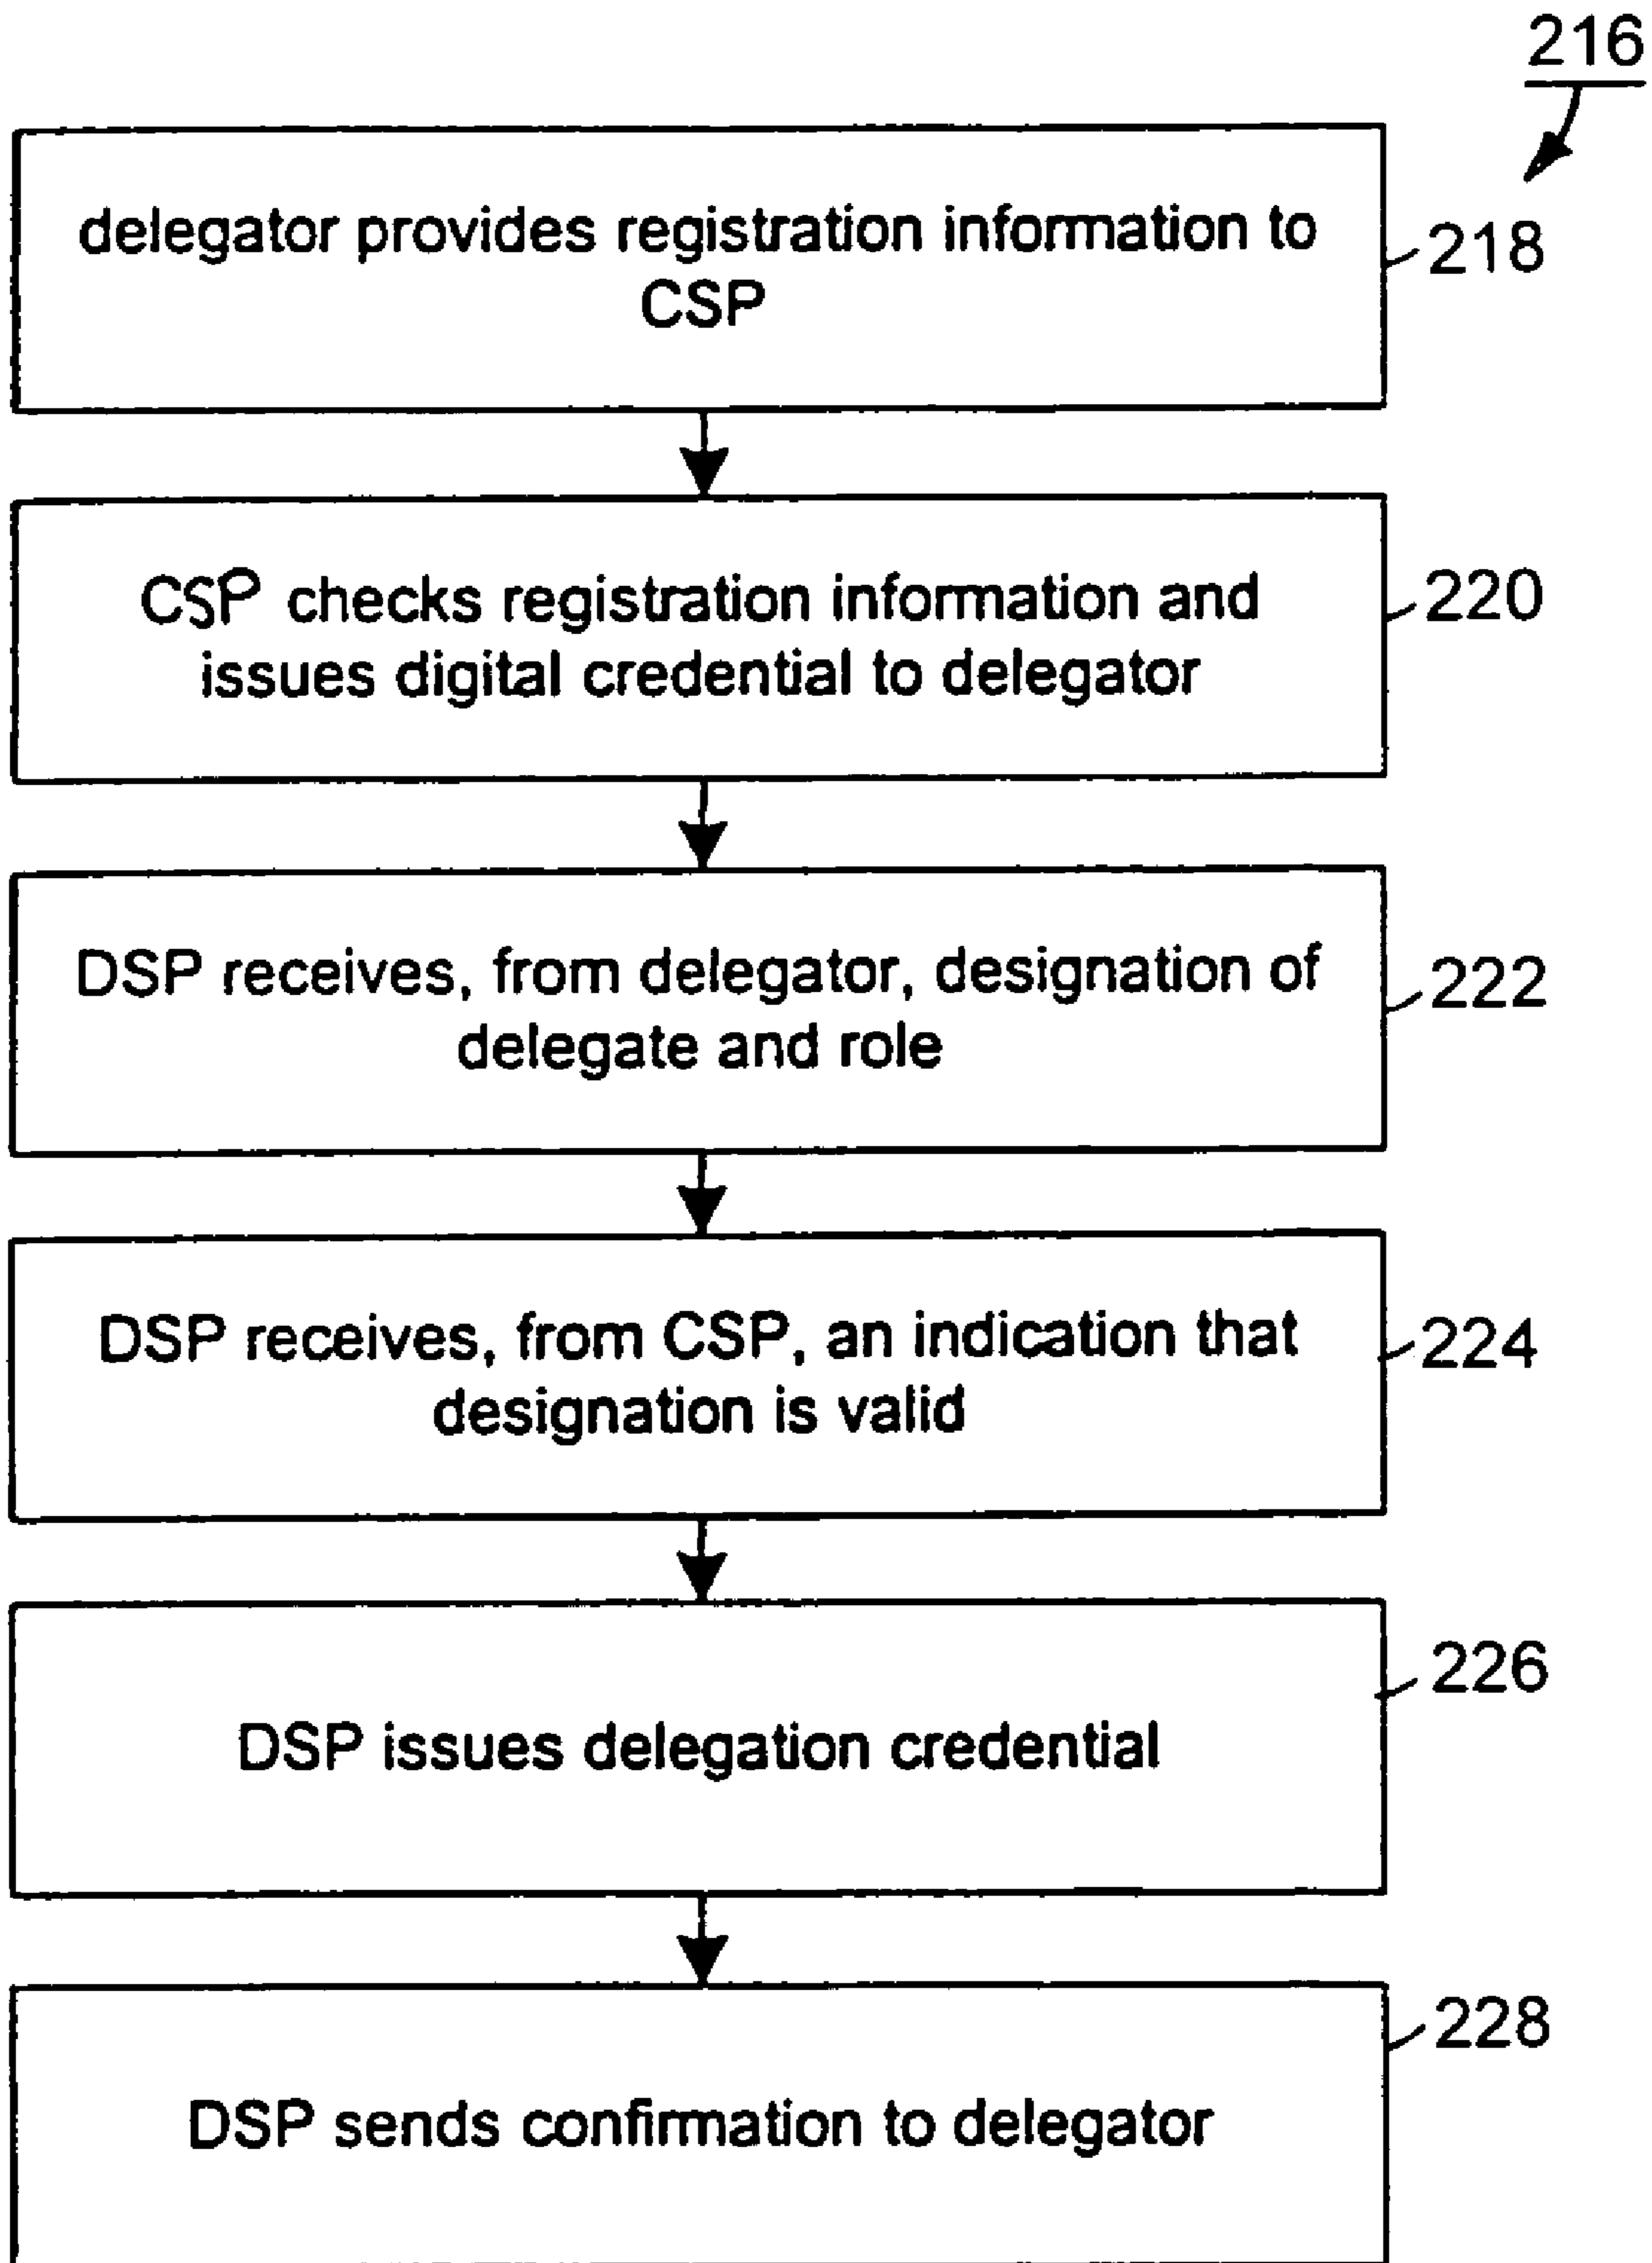 216
delegator provides registration information to
CSP
218
CSP checks registration information and
issues digital credential to delegator
220
DSP receives, from delegator, designation of
delegate and role
222
DSP receives, from CSP, an indication that
designation is valid
224
DSP issues delegation credential
226
DSP sends confirmation to delegator
228